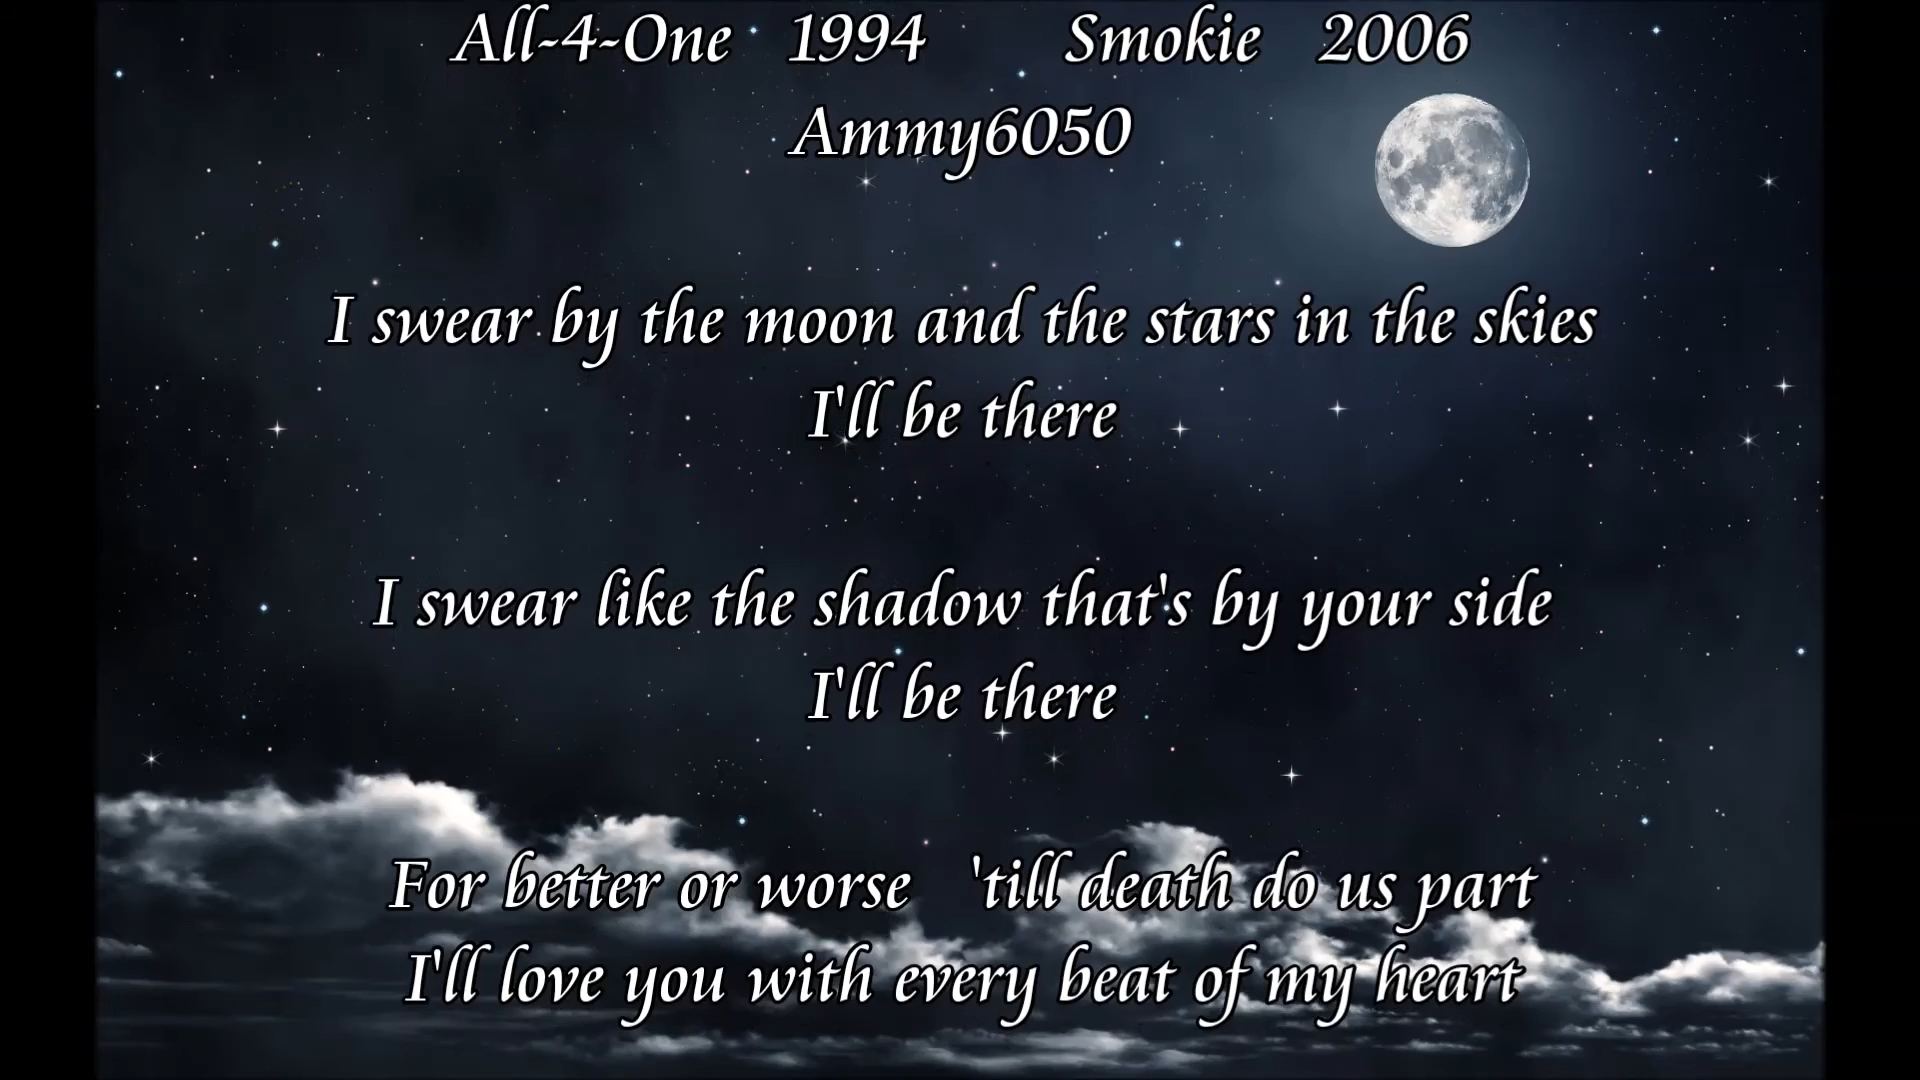 All-4-One 1994 Smokie 2006
Ammy6050
I swear by the moon and the stars in the skies
I'll be there
I swear like the shadow that's by your side
I'll be there
For better or worse 'till death do us part
I'll love you with every beat of my heart